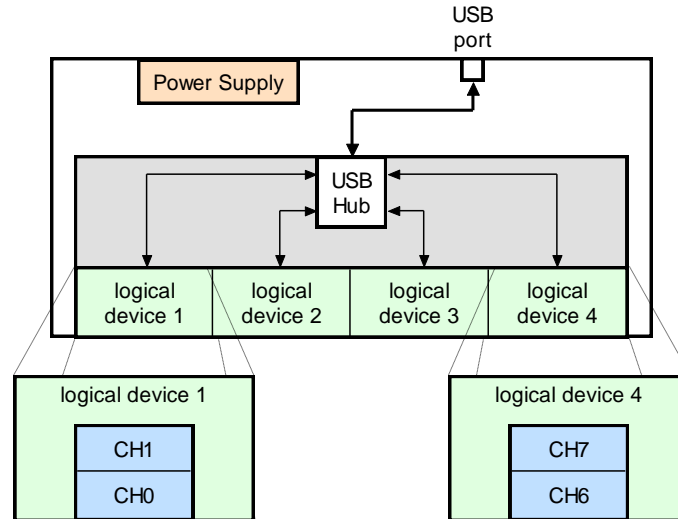 USB
port
Power Supply
USB
Hub
logical
device 1
logical
device 2
logical
device 3
logical
device 4
logical device 1
CH1
CH0
logical device 4
CH7
CH6